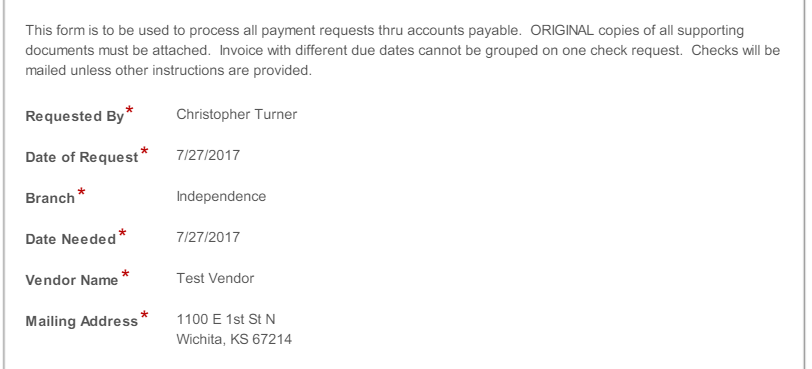 This form is to be used to process all payment requests thru accounts payable.  ORIGINAL copies of all supporting
documents must be attached.  Invoice with different due dates cannot be grouped on one check request.  Checks will be
mailed unless other instructions are provided.
Requested By* Christopher Turner
Date of Request* 7/27/2017
Branch* Independence
Date Needed* 7/27/2017
Vendor Name* Test Vendor
Mailing Address* 1100 E 1st St N
Wichita, KS 67214